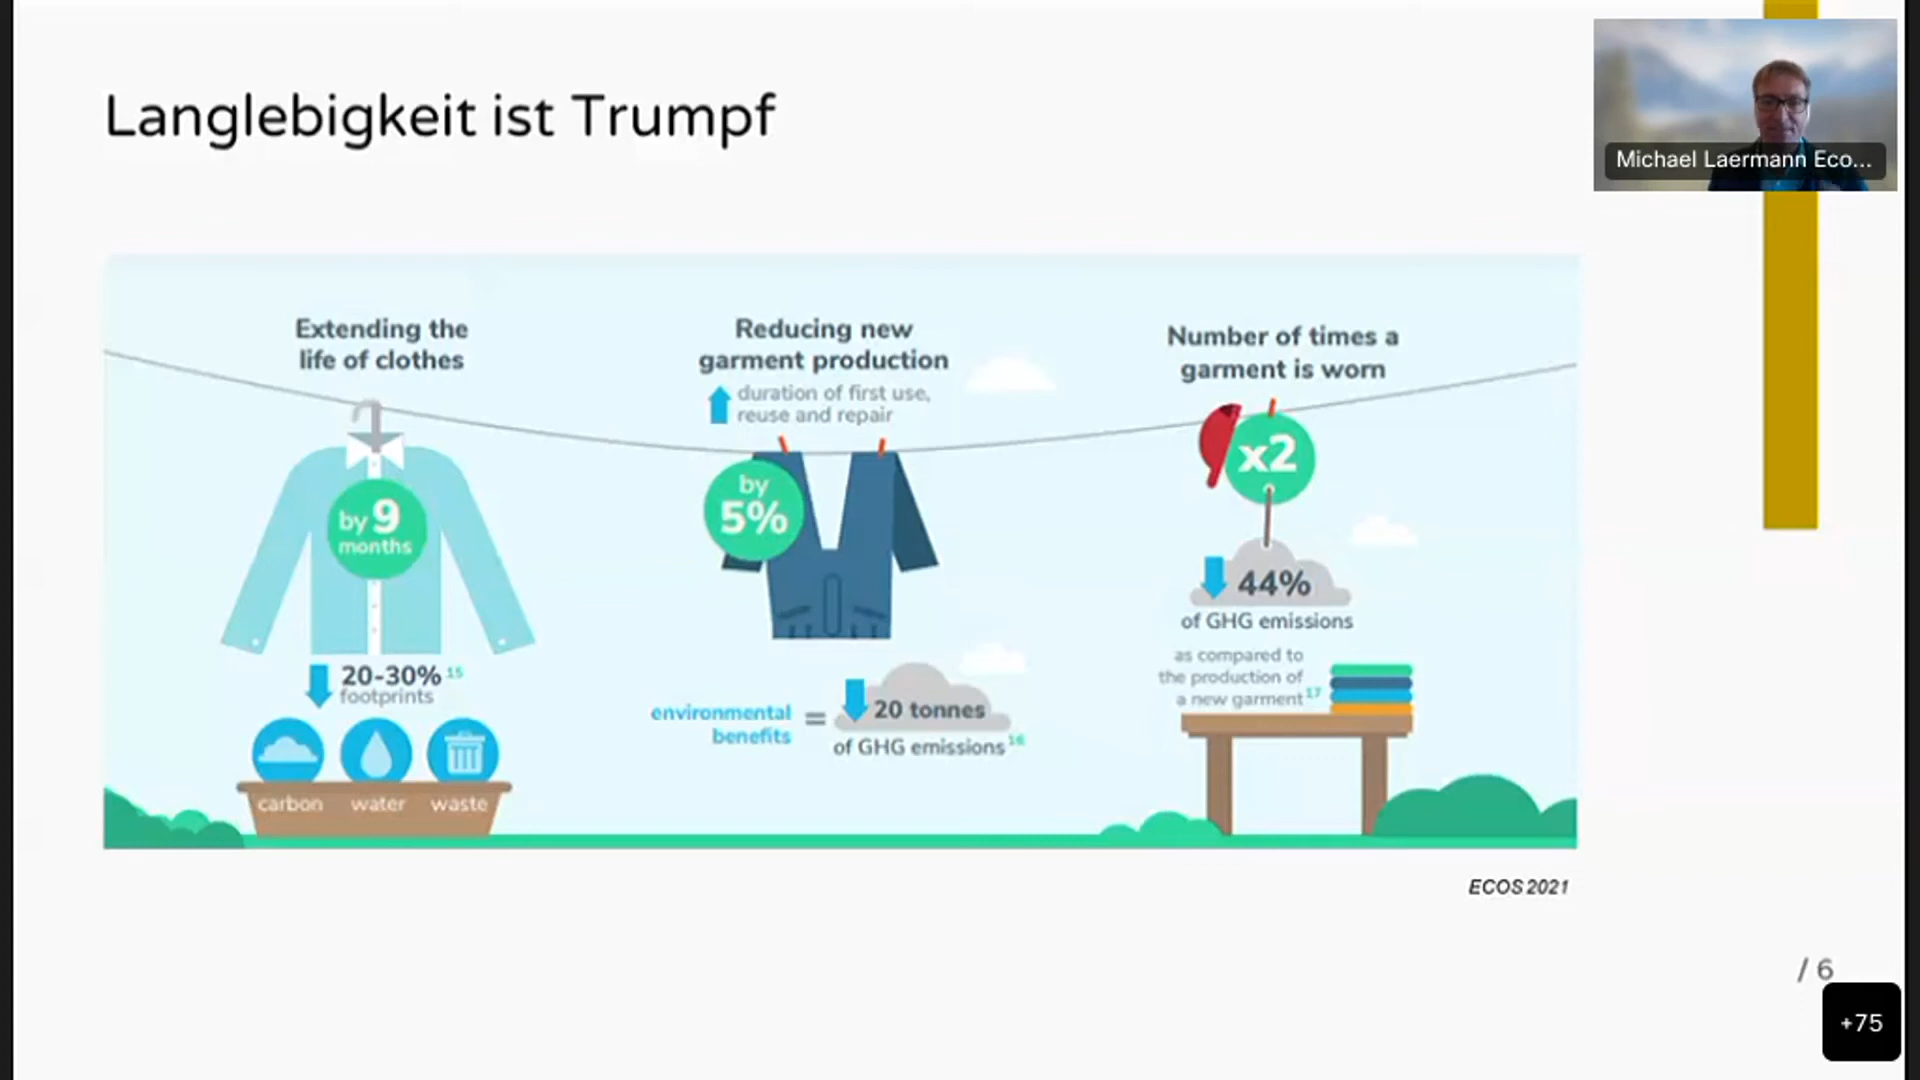 Langlebigkeit ist Trumpf
Michael Laermann Eco...
Extending the
life of clothes
by 9
months
20-30% 15
footprints
carbon water waste
Reducing new
garment production
duration of first use,
reuse and repair
by
5%
environmental
benefits
=
20 tonnes
of GHG emissions 16
Number of times a
garment is worn
x2
44%
of GHG emissions
as compared to
the production of
a new garment 17
ECOS 2021
/ 6
+75